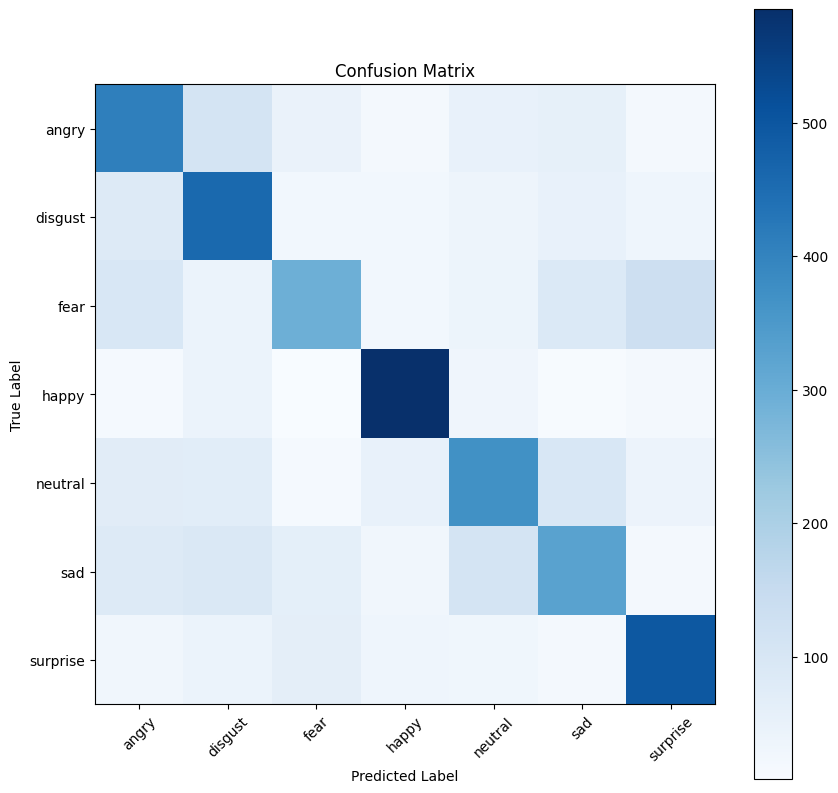 Confusion Matrix
True Label
angry
disgust
fear
happy
neutral
sad
surprise
angry
disgust
fear
happy
neutral
sad
surprise
Predicted Label
500
400
300
200
100